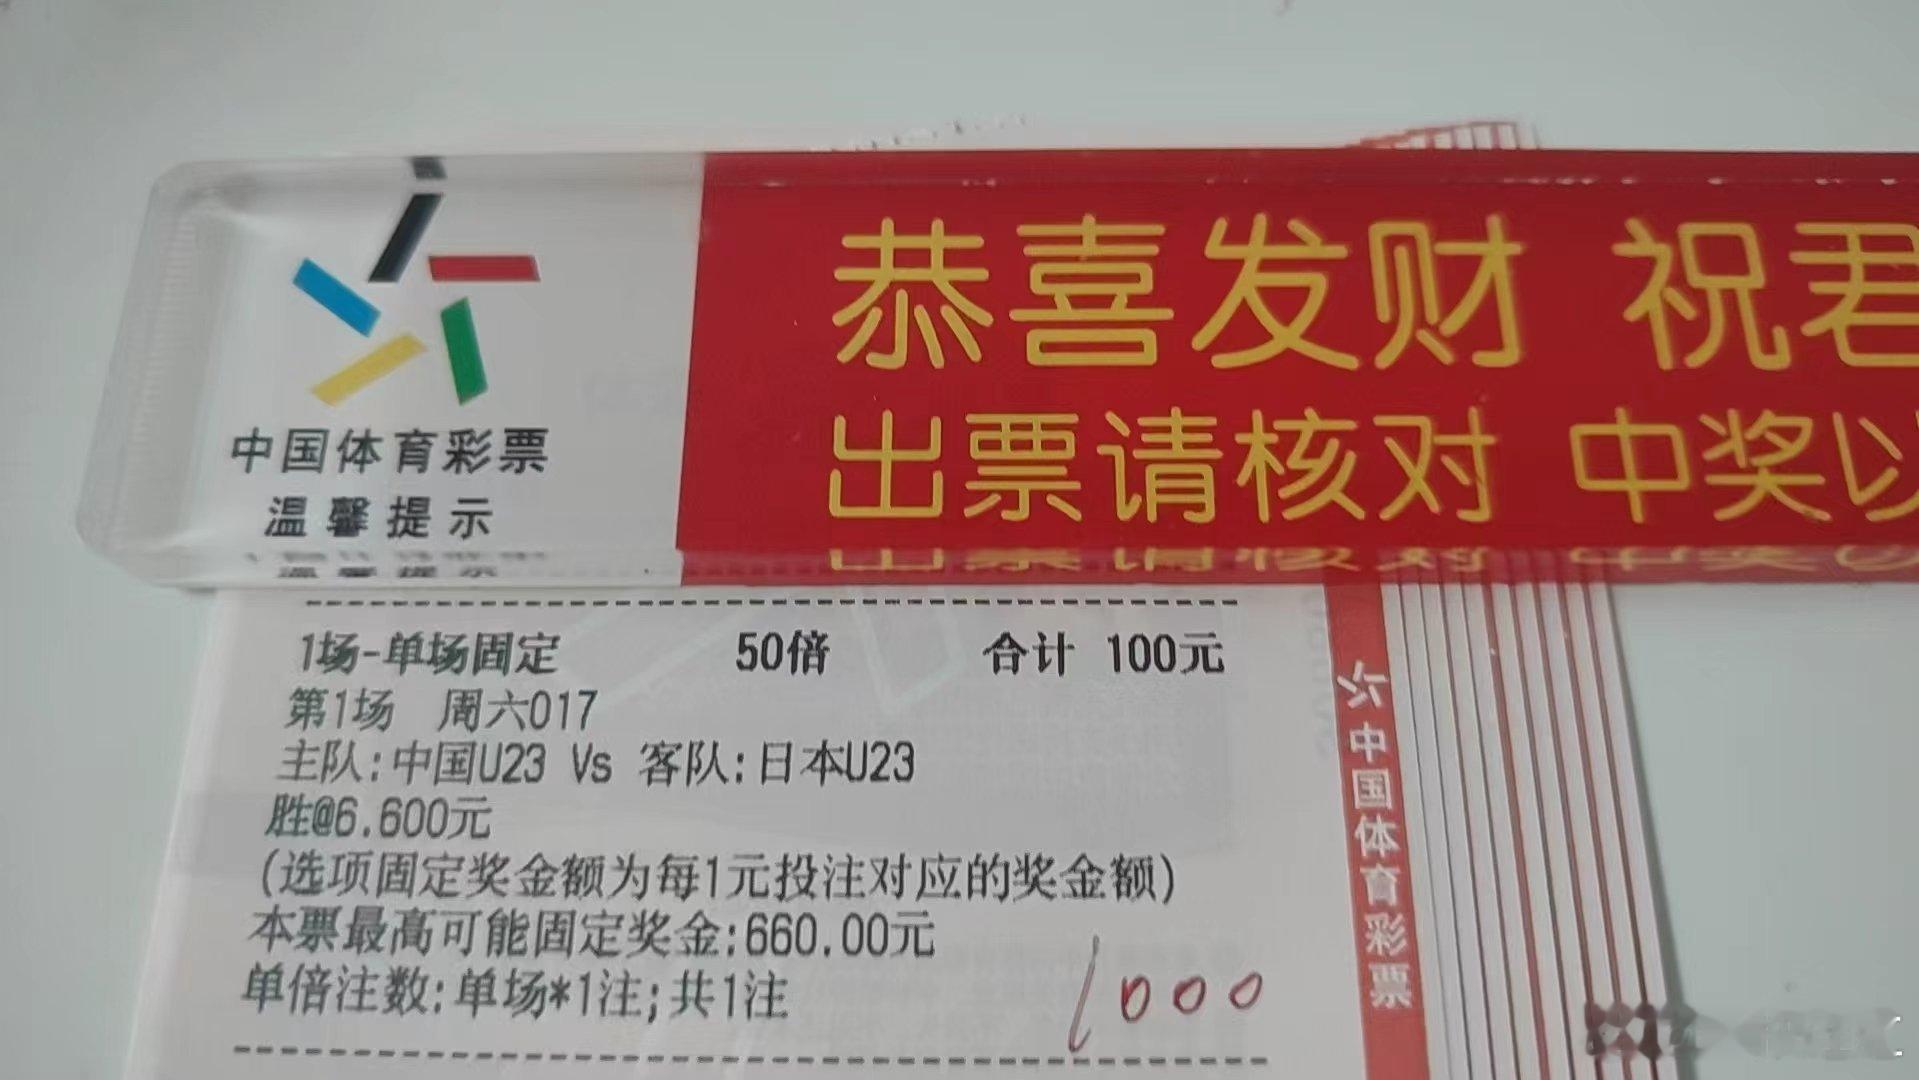 恭喜发财 祝君
出票请核对 中奖以
中国体育彩票
温馨提示
1场-单场固定 50倍 合计 100元
第1场 周六017
主队:中国U23 Vs 客队:日本U23
胜@6.600元
(选项固定奖金额为每1元投注对应的奖金额)
本票最高可能固定奖金:660.00元
单倍注数:单场*1注;共1注
1000
中国体育彩票